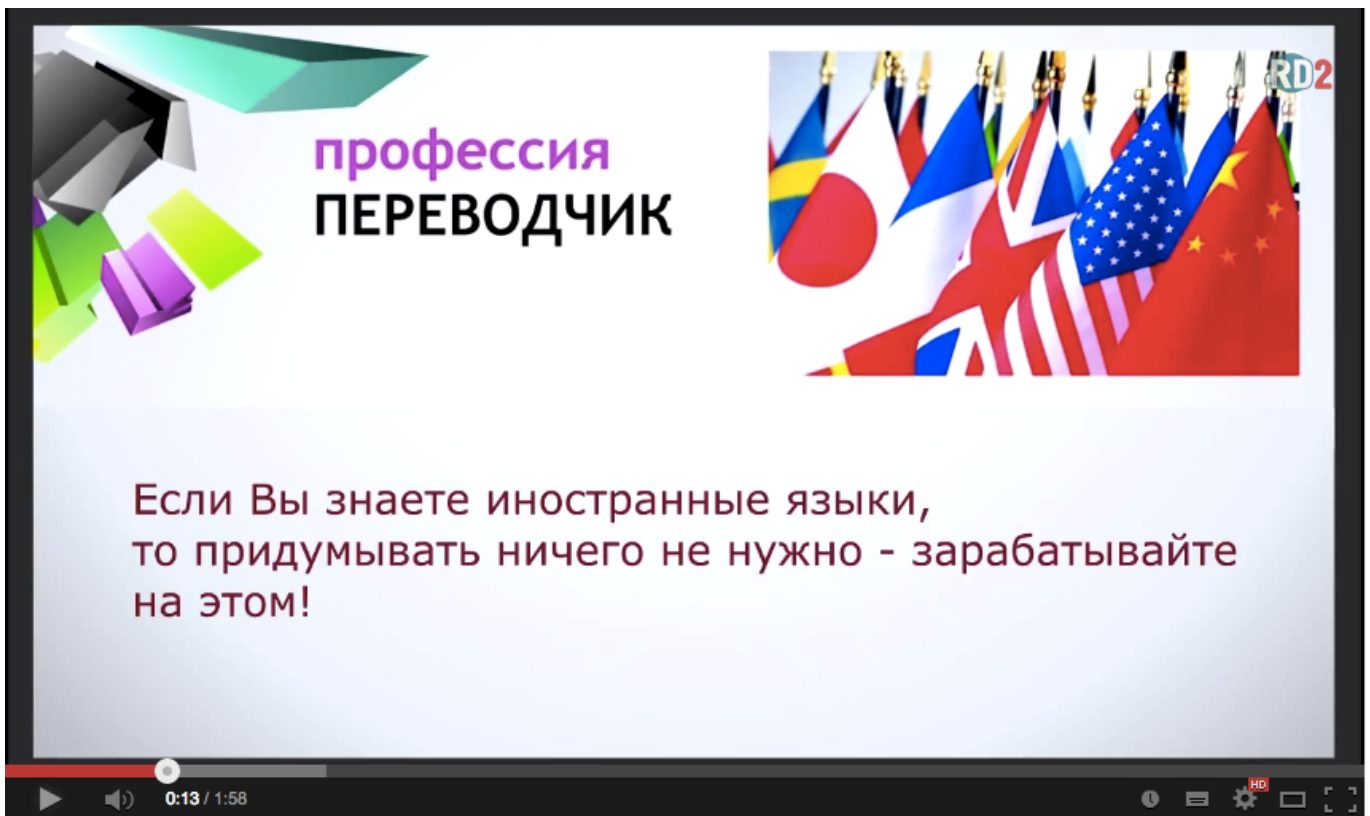 RD2
профессия
ПЕРЕВОДЧИК
Если Вы знаете иностранные языки,
то придумывать ничего не нужно - зарабатывайте
на этом!
0:13 / 1:58
HD